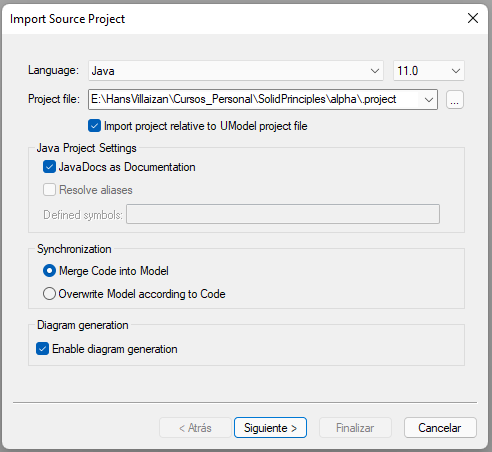 Import Source Project
Language: Java 11.0
Project file: E:\HansVillaizan\Cursos_Personal\SolidPrinciples\alpha\.project ...
Import project relative to UModel project file
Java Project Settings
JavaDocs as Documentation
Resolve aliases
Defined symbols:
Synchronization
Merge Code into Model
Overwrite Model according to Code
Diagram generation
Enable diagram generation
< Atrás Siguiente > Finalizar Cancelar